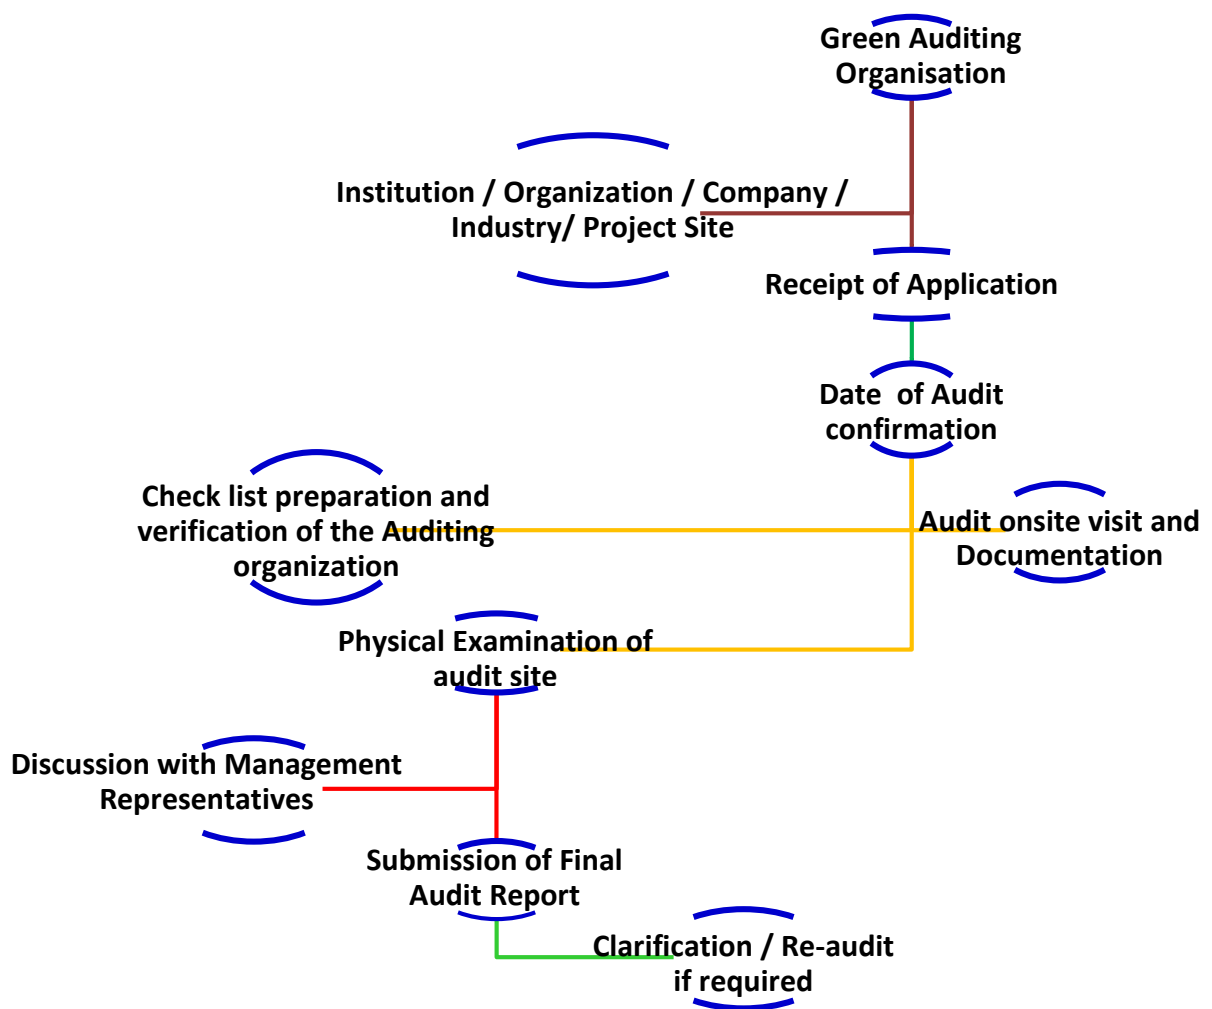 Green Auditing
Organisation
Institution / Organization / Company /
Industry/ Project Site
Receipt of Application
Date  of Audit
confirmation
Check list preparation and
verification of the Auditing
organization
Audit onsite visit and
Documentation
Physical Examination of
audit site
Discussion with Management
Representatives
Submission of Final
Audit Report
Clarification / Re-audit
if required